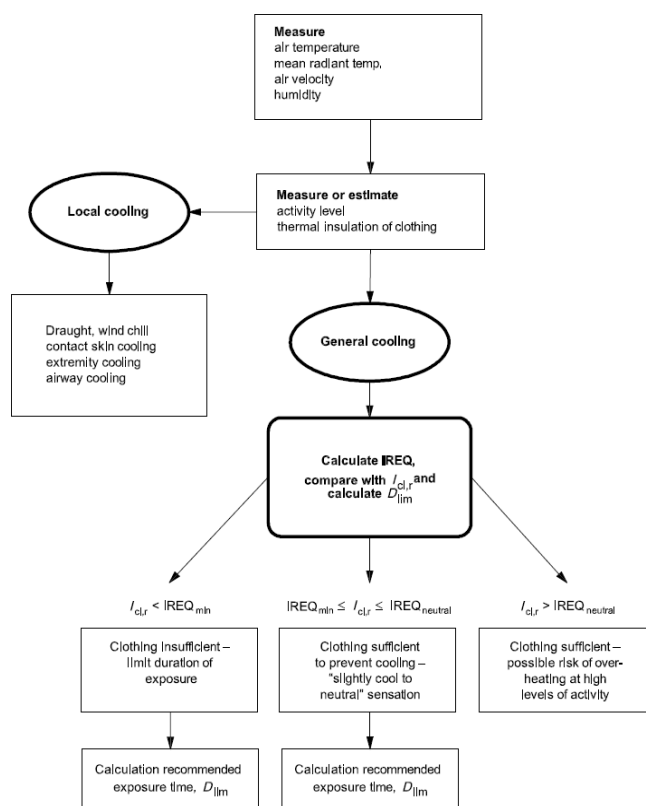 Measure
air temperature
mean radiant temp.
air velocity
humidity
Measure or estimate
activity level
thermal insulation of clothing
Local cooling
Draught, wind chill
contact skin cooling
extremity cooling
airway cooling
General cooling
Calculate IREQ,
compare with Icl,r and
calculate Dlim
Icl,r < IREQmin
IREQmin ≤ Icl,r ≤ IREQneutral
Icl,r > IREQneutral
Clothing insufficient –
limit duration of
exposure
Clothing sufficient
to prevent cooling –
"slightly cool to
neutral" sensation
Clothing sufficient –
possible risk of over-
heating at high
levels of activity
Calculation recommended
exposure time, Dlim
Calculation recommended
exposure time, Dlim